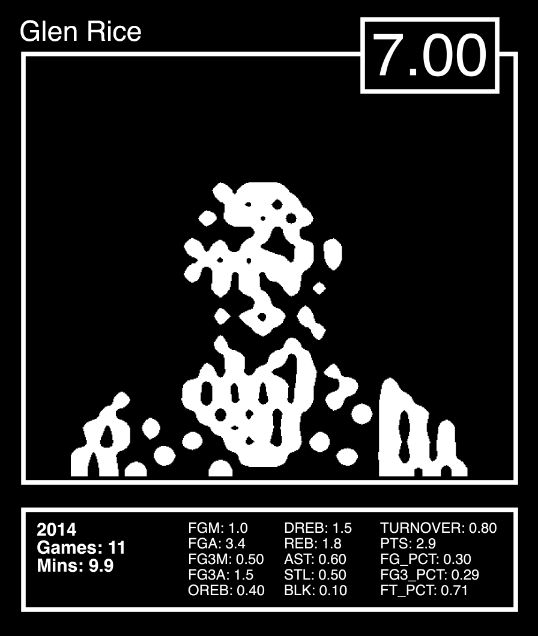 Glen Rice
7.00
2014
Games: 11
Mins: 9.9
FGM: 1.0
FGA: 3.4
FG3M: 0.50
FG3A: 1.5
OREB: 0.40
DREB: 1.5
REB: 1.8
AST: 0.60
STL: 0.50
BLK: 0.10
TURNOVER: 0.80
PTS: 2.9
FG_PCT: 0.30
FG3_PCT: 0.29
FT_PCT: 0.71